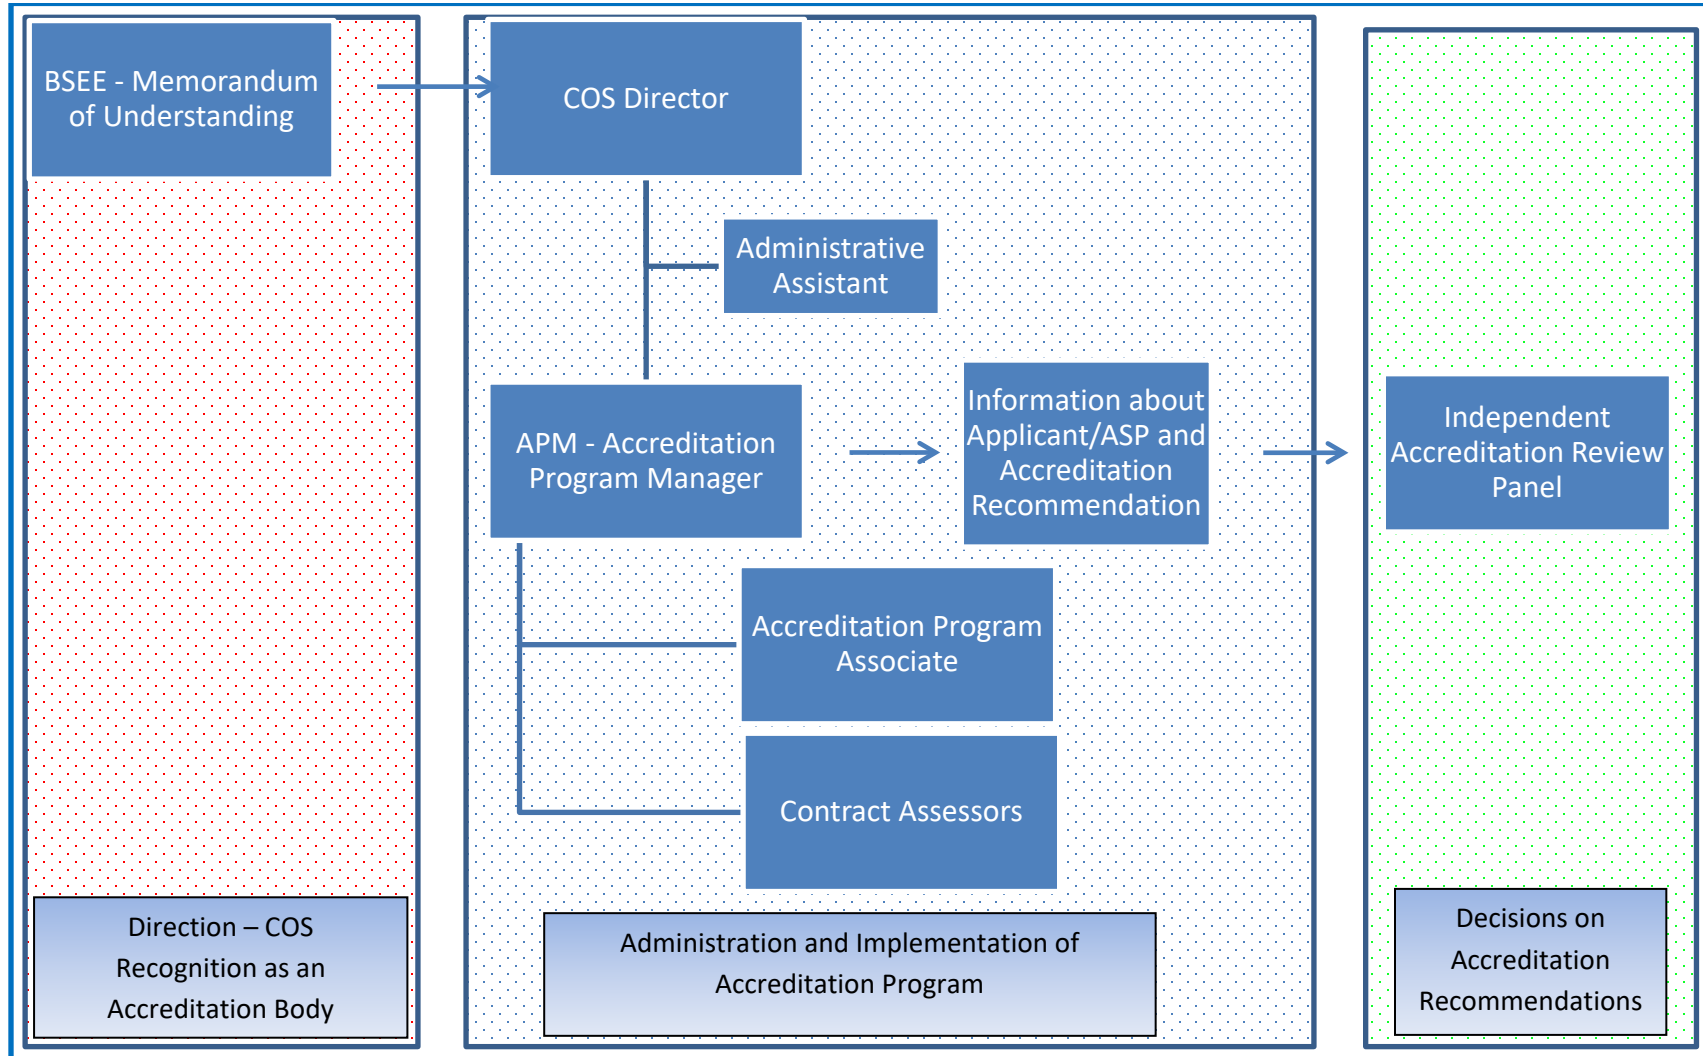 BSEE - Memorandum
of Understanding
COS Director
Administrative
Assistant
APM - Accreditation
Program Manager
Information about
Applicant/ASP and
Accreditation
Recommendation
Independent
Accreditation Review
Panel
Accreditation Program
Associate
Contract Assessors
Direction – COS
Recognition as an
Accreditation Body
Administration and Implementation of
Accreditation Program
Decisions on
Accreditation
Recommendations